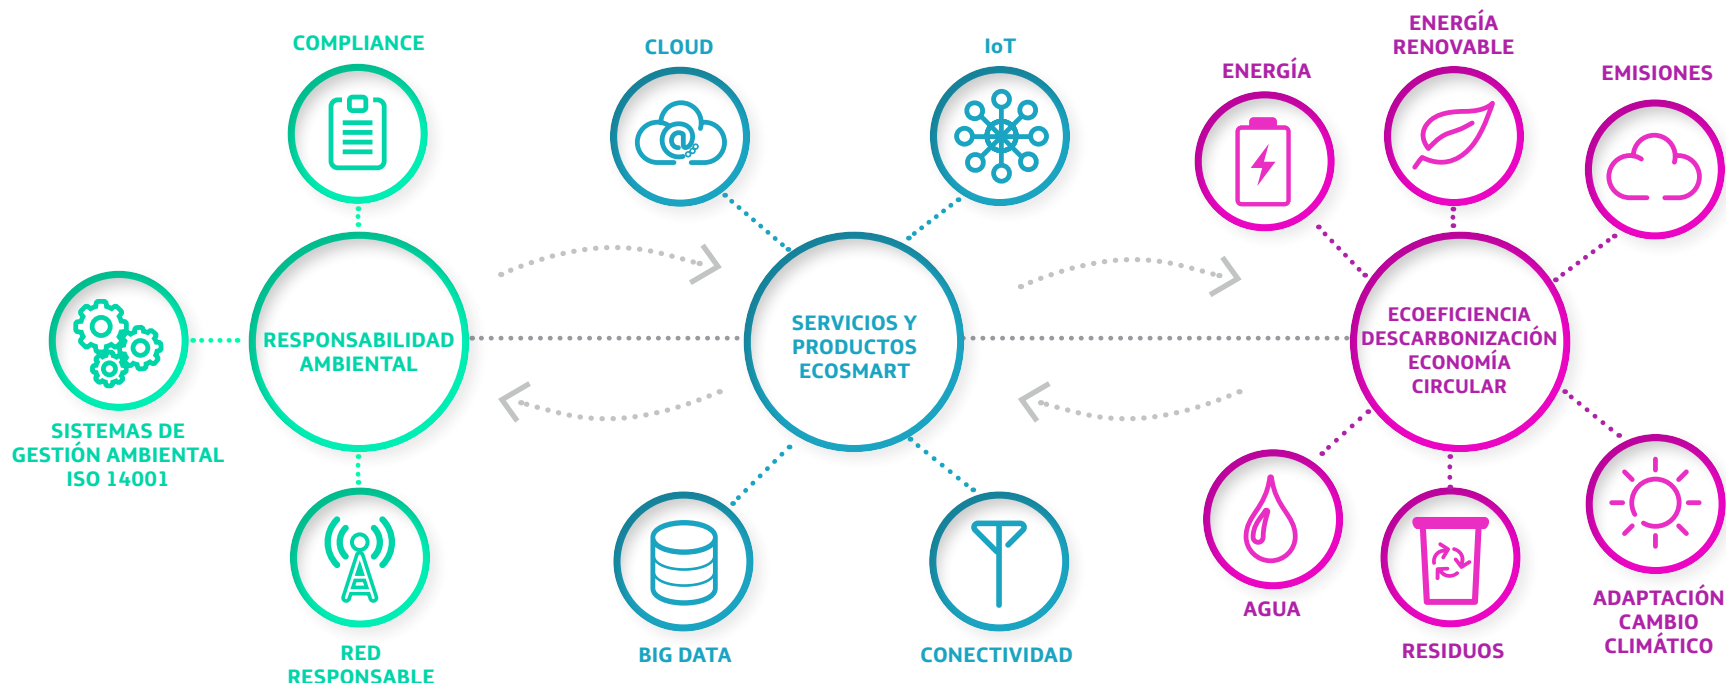 COMPLIANCE
RESPONSABILIDAD
AMBIENTAL
SISTEMAS DE
GESTIÓN AMBIENTAL
ISO 14001
RED
RESPONSABLE
CLOUD
IoT
@
SERVICIOS Y
PRODUCTOS
ECOSMART
BIG DATA
CONECTIVIDAD
ENERGÍA
ENERGÍA
RENOVABLE
EMISIONES
ECOEFICIENCIA
DESCARBONIZACIÓN
ECONOMÍA
CIRCULAR
AGUA
RESIDUOS
ADAPTACIÓN
CAMBIO
CLIMÁTICO